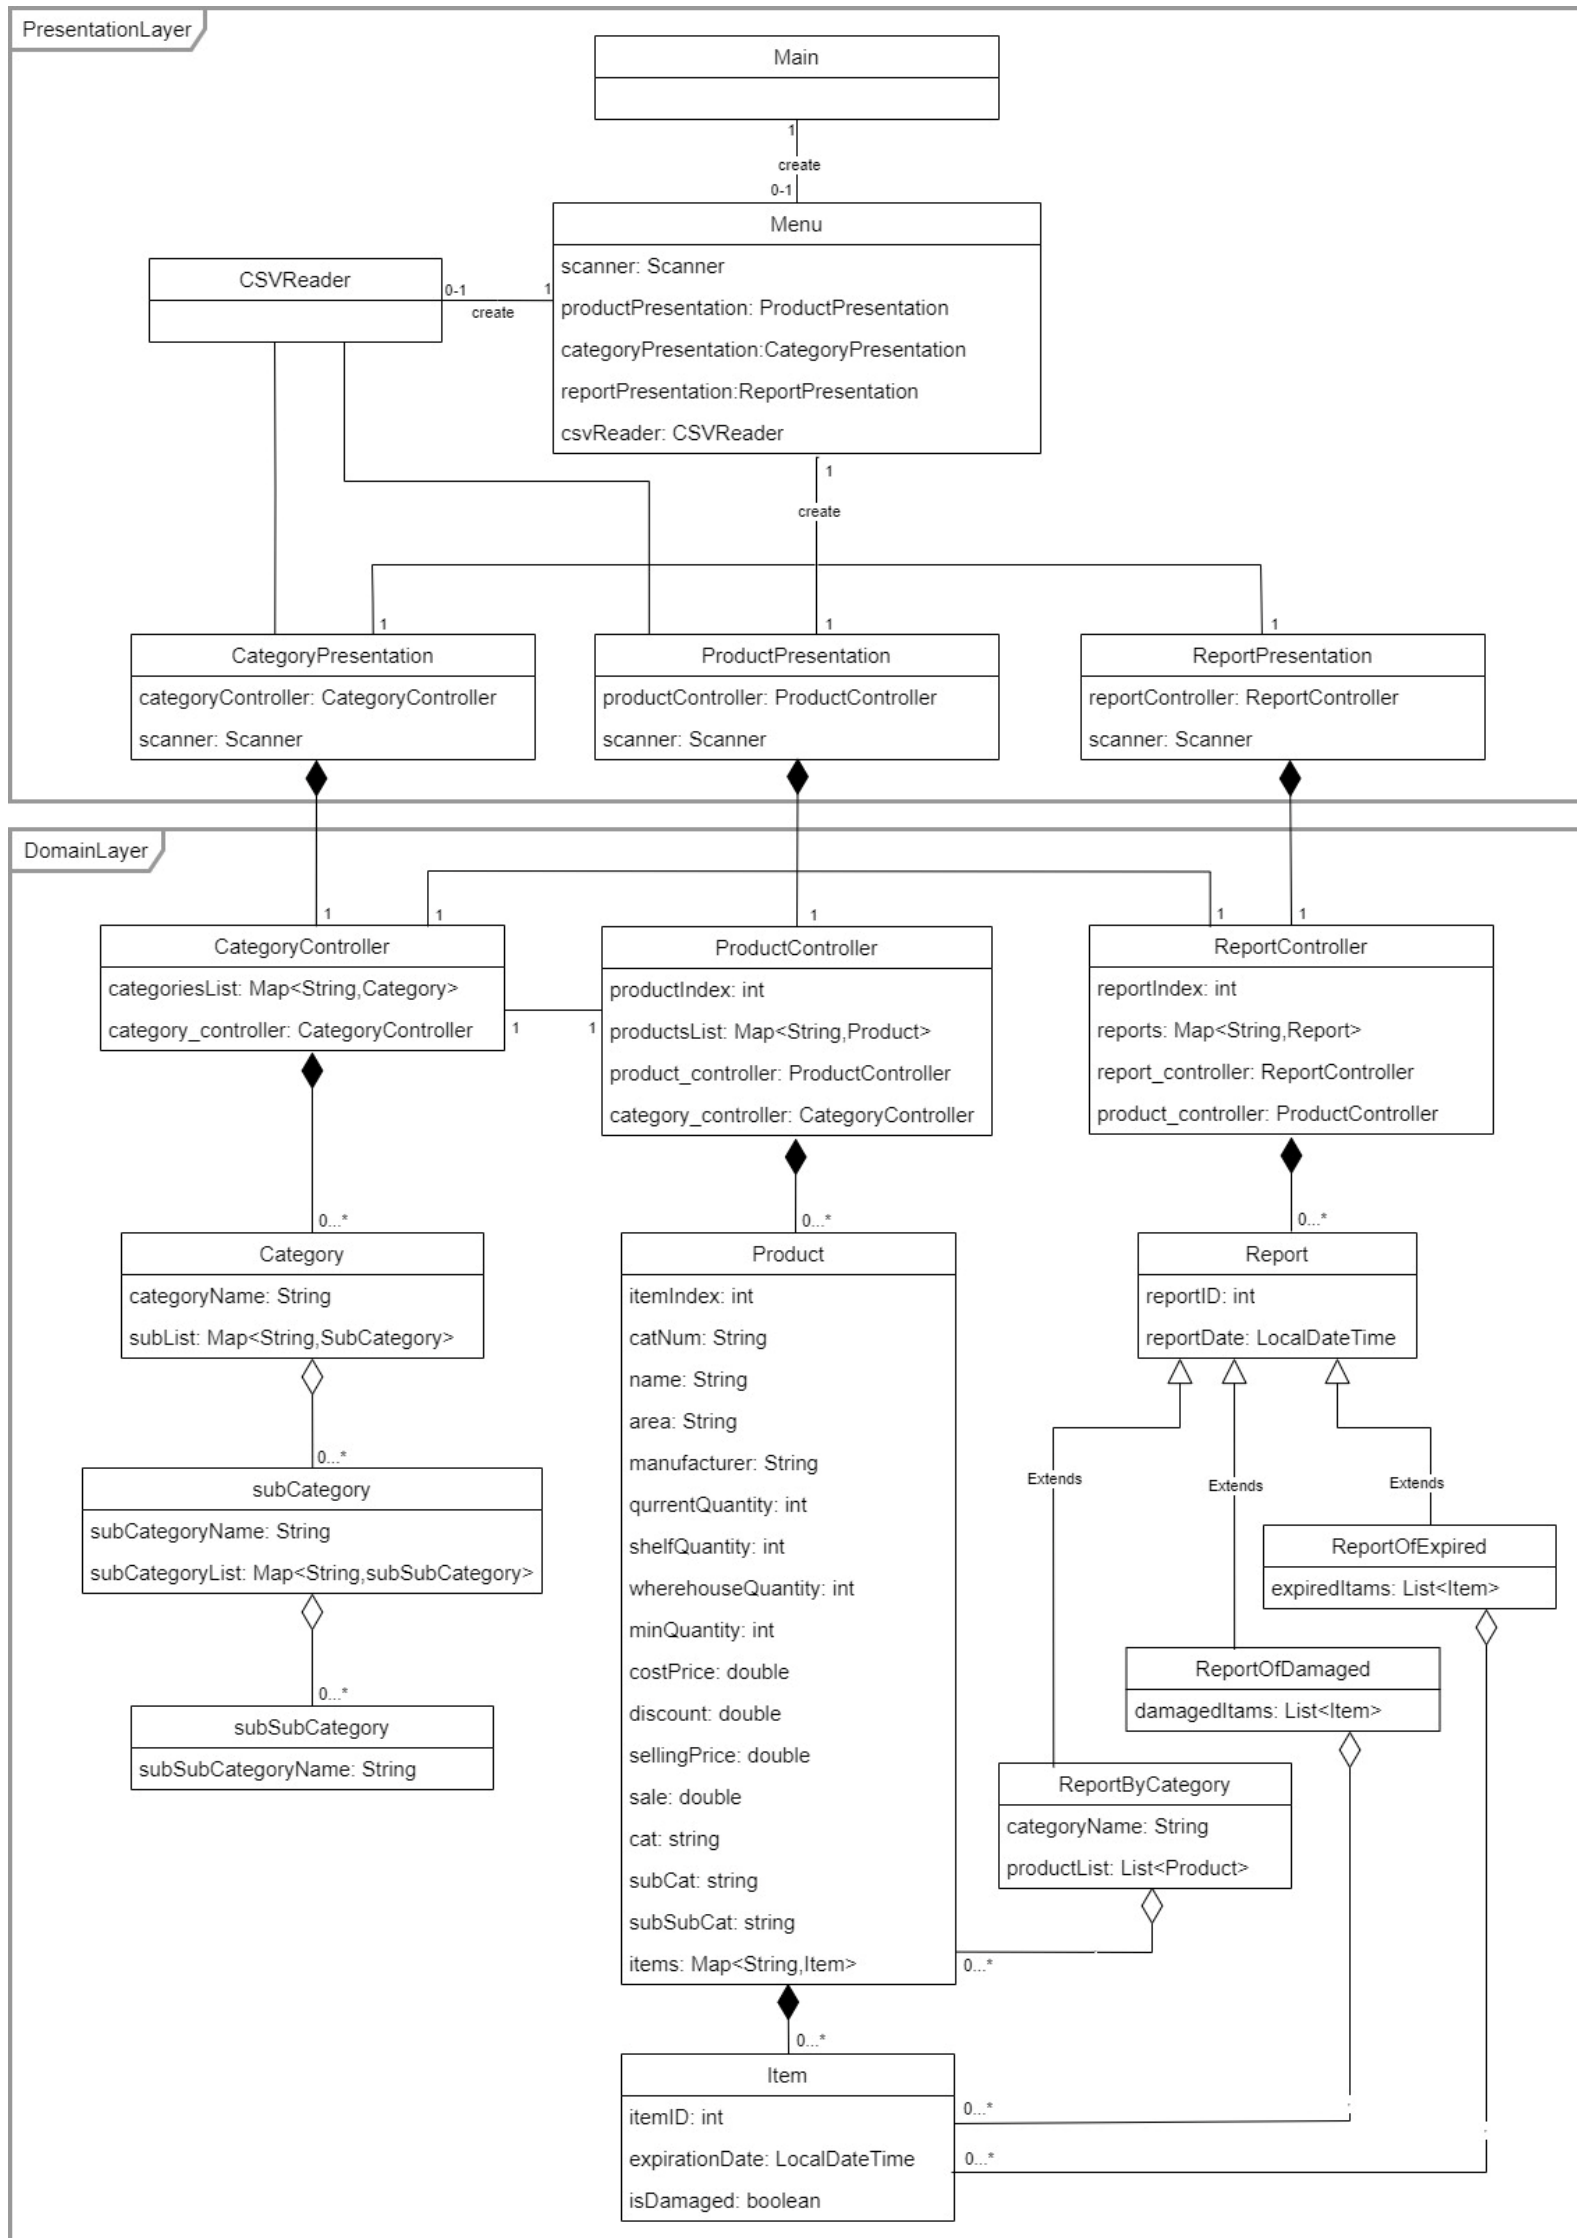 PresentationLayer
Main
1
create
0-1
Menu
scanner: Scanner
productPresentation: ProductPresentation
categoryPresentation:CategoryPresentation
reportPresentation:ReportPresentation
csvReader: CSVReader
CSVReader
0-1
1
create
1
create
1
1
1
CategoryPresentation
categoryController: CategoryController
scanner: Scanner
ProductPresentation
productController: ProductController
scanner: Scanner
ReportPresentation
reportController: ReportController
scanner: Scanner
DomainLayer
1
1
1
1
1
CategoryController
categoriesList: Map<String,Category>
category_controller: CategoryController
1
1
ProductController
productIndex: int
productsList: Map<String,Product>
product_controller: ProductController
category_controller: CategoryController
ReportController
reportIndex: int
reports: Map<String,Report>
report_controller: ReportController
product_controller: ProductController
0...*
0...*
0...*
Category
categoryName: String
subList: Map<String,SubCategory>
0...*
subCategory
subCategoryName: String
subCategoryList: Map<String,subSubCategory>
0...*
subSubCategory
subSubCategoryName: String
Product
itemIndex: int
catNum: String
name: String
area: String
manufacturer: String
qurrentQuantity: int
shelfQuantity: int
wherehouseQuantity: int
minQuantity: int
costPrice: double
discount: double
sellingPrice: double
sale: double
cat: string
subCat: string
subSubCat: string
items: Map<String,Item>
Report
reportID: int
reportDate: LocalDateTime
Extends
Extends
Extends
ReportOfExpired
expiredItams: List<Item>
ReportOfDamaged
damagedItams: List<Item>
ReportByCategory
categoryName: String
productList: List<Product>
0...*
0...*
Item
itemID: int
expirationDate: LocalDateTime
isDamaged: boolean
0...*
0...*